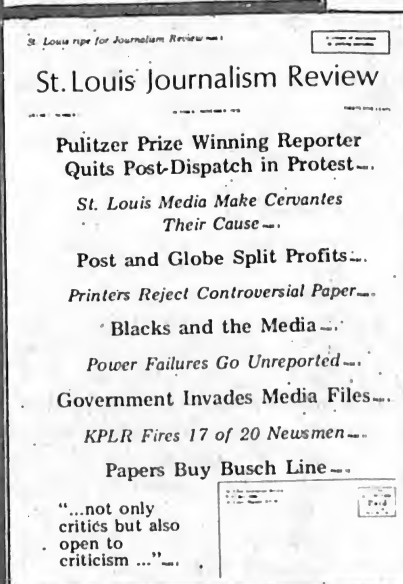 St. Louis ripe for Journalism Review
St. Louis Journalism Review
Pulitzer Prize Winning Reporter
Quits Post-Dispatch in Protest
St. Louis Media Make Cervantes
Their Cause
Post and Globe Split Profits
Printers Reject Controversial Paper
Blacks and the Media
Power Failures Go Unreported
Government Invades Media Files
KPLR Fires 17 of 20 Newsmen
Papers Buy Busch Line
"...not only
critics but also
open to
criticism ..."
Paid